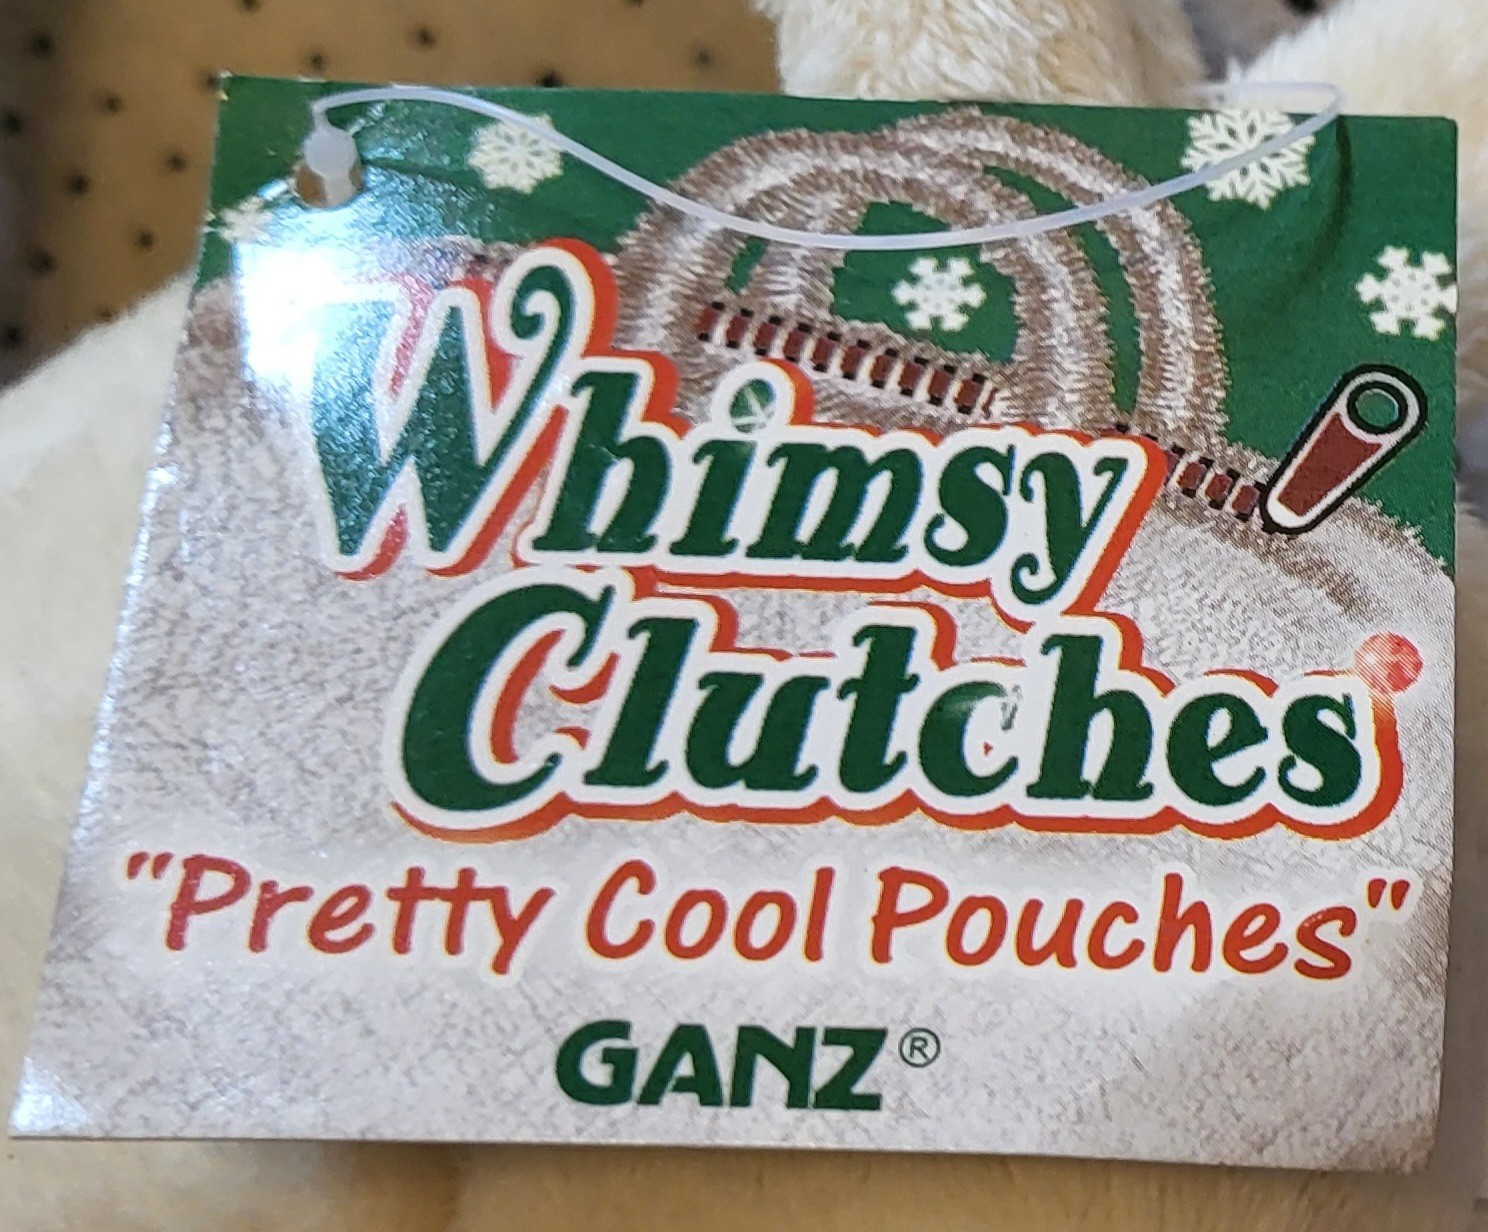 Whimsy
Clutches
"Pretty Cool Pouches"
GANZ®